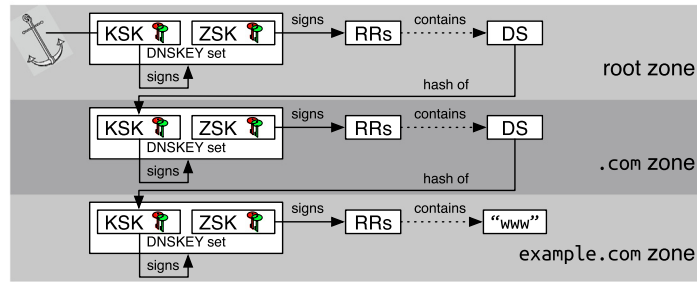 KSK ZSK signs RRs contains DS
DNSKEY set
signs
hash of
root zone
KSK ZSK signs RRs contains DS
DNSKEY set
signs
hash of
.com zone
KSK ZSK signs RRs contains “www”
DNSKEY set
signs
example.com zone